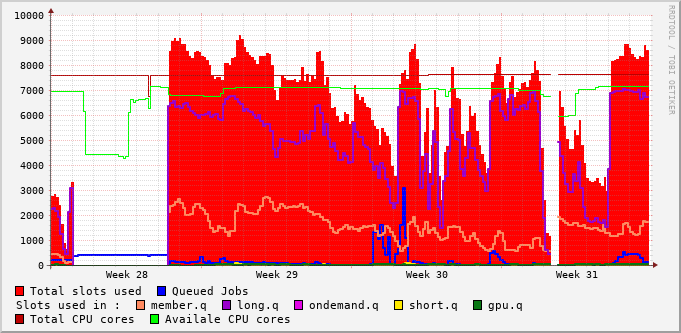 10000
9000
8000
7000
6000
5000
4000
3000
2000
1000
0
Week 28 Week 29 Week 30 Week 31
RRDTOOL / TOBI OETIKER
Total slots used Queued Jobs
Slots used in : member.q long.q ondemand.q short.q gpu.q
Total CPU cores Availale CPU cores